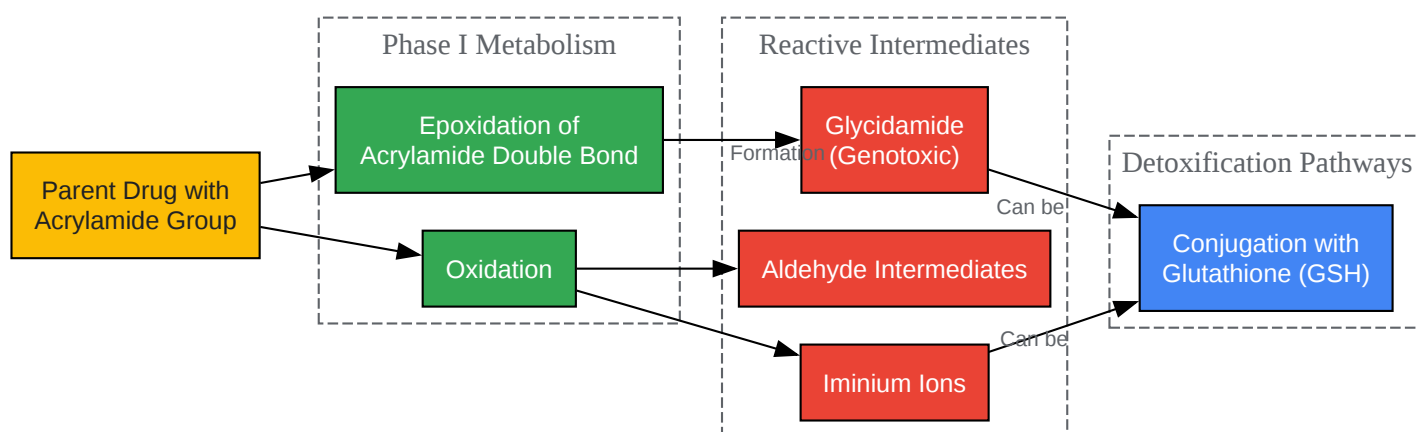 Phase I Metabolism
Reactive Intermediates
Epoxidation of
Acrylamide Double Bond
Glycidamide
(Genotoxic)
Formation
Detoxification Pathways
Parent Drug with
Acrylamide Group
Can be
Conjugation with
Glutathione (GSH)
Oxidation
Aldehyde Intermediates
Can be
Iminium Ions